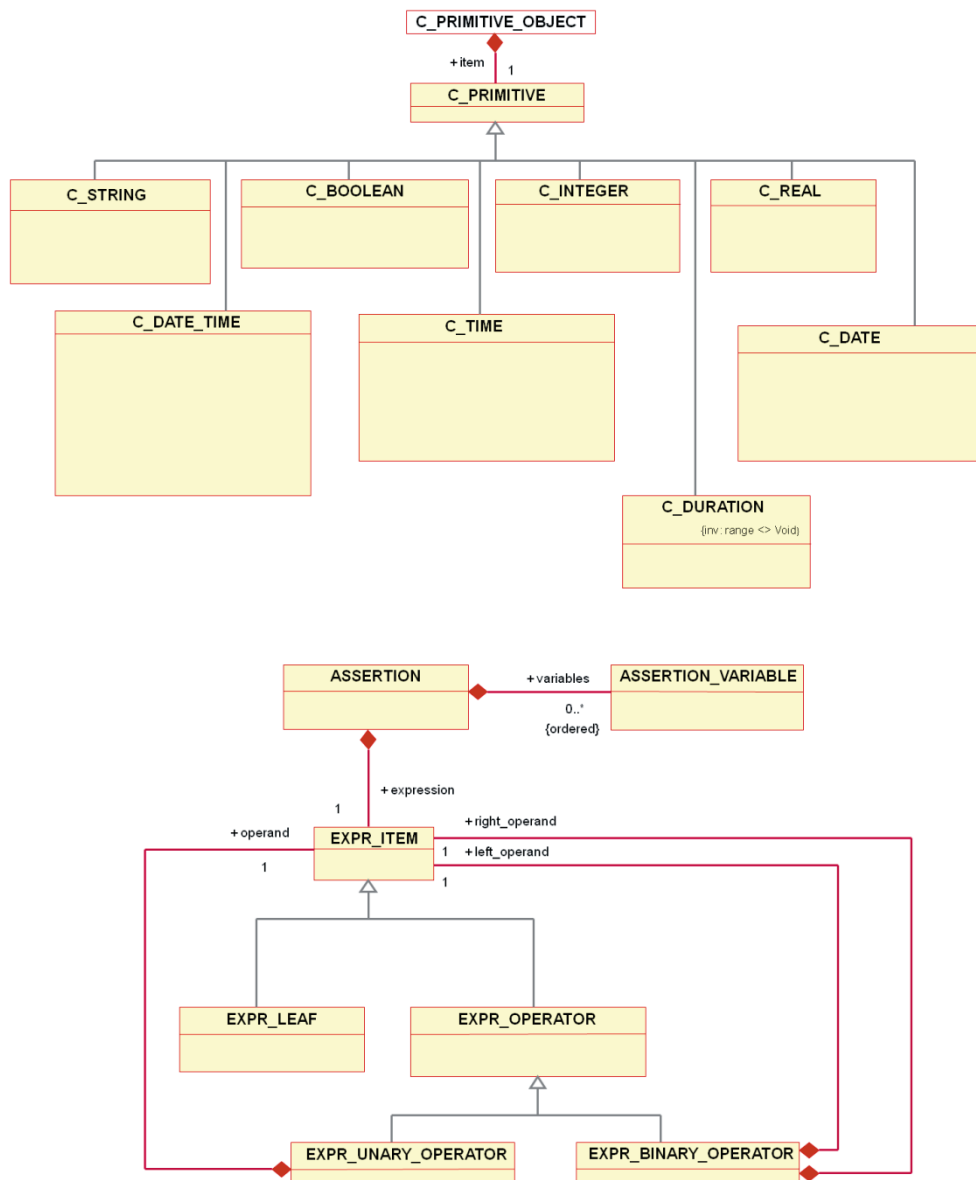 C_PRIMITIVE_OBJECT
+ item
1
C_PRIMITIVE
C_STRING
C_BOOLEAN
C_INTEGER
C_REAL
C_DATE_TIME
C_TIME
C_DATE
C_DURATION
{inv: range <> Void}
ASSERTION
+ variables
ASSERTION_VARIABLE
0..*
{ordered}
+ expression
1
+ operand
+ right_operand
EXPR_ITEM
1
+ left_operand
1
1
EXPR_LEAF
EXPR_OPERATOR
EXPR_UNARY_OPERATOR
EXPR_BINARY_OPERATOR